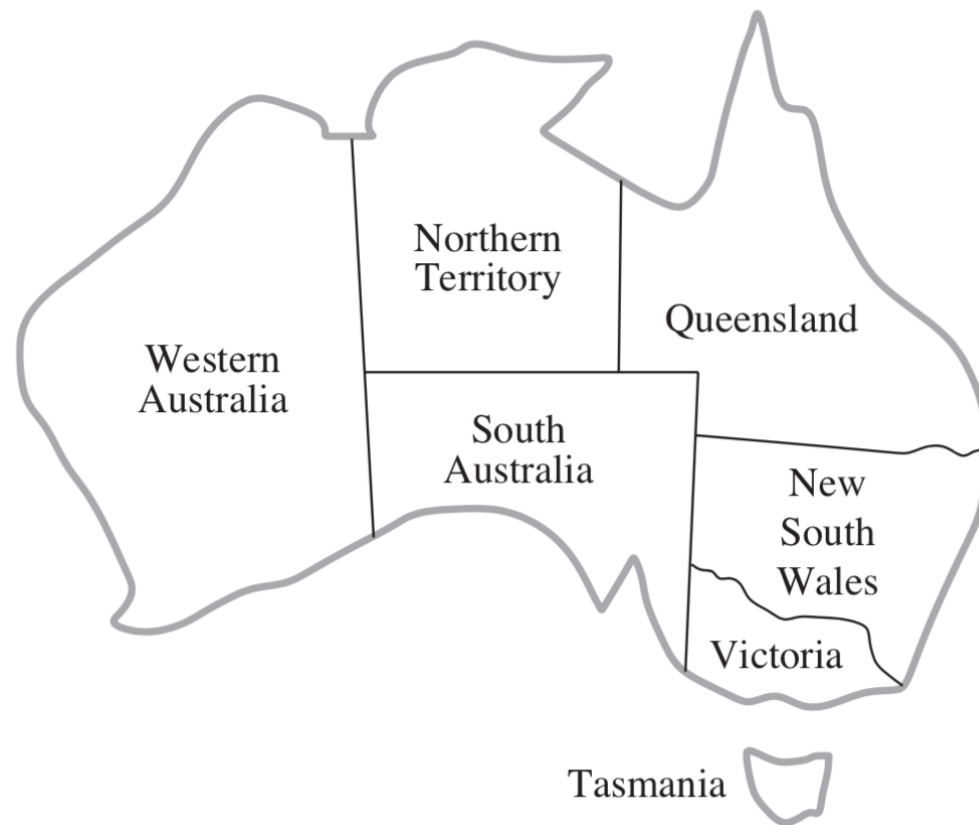 Northern
Territory
Queensland
Western
Australia
South
Australia
New
South
Wales
Victoria
Tasmania